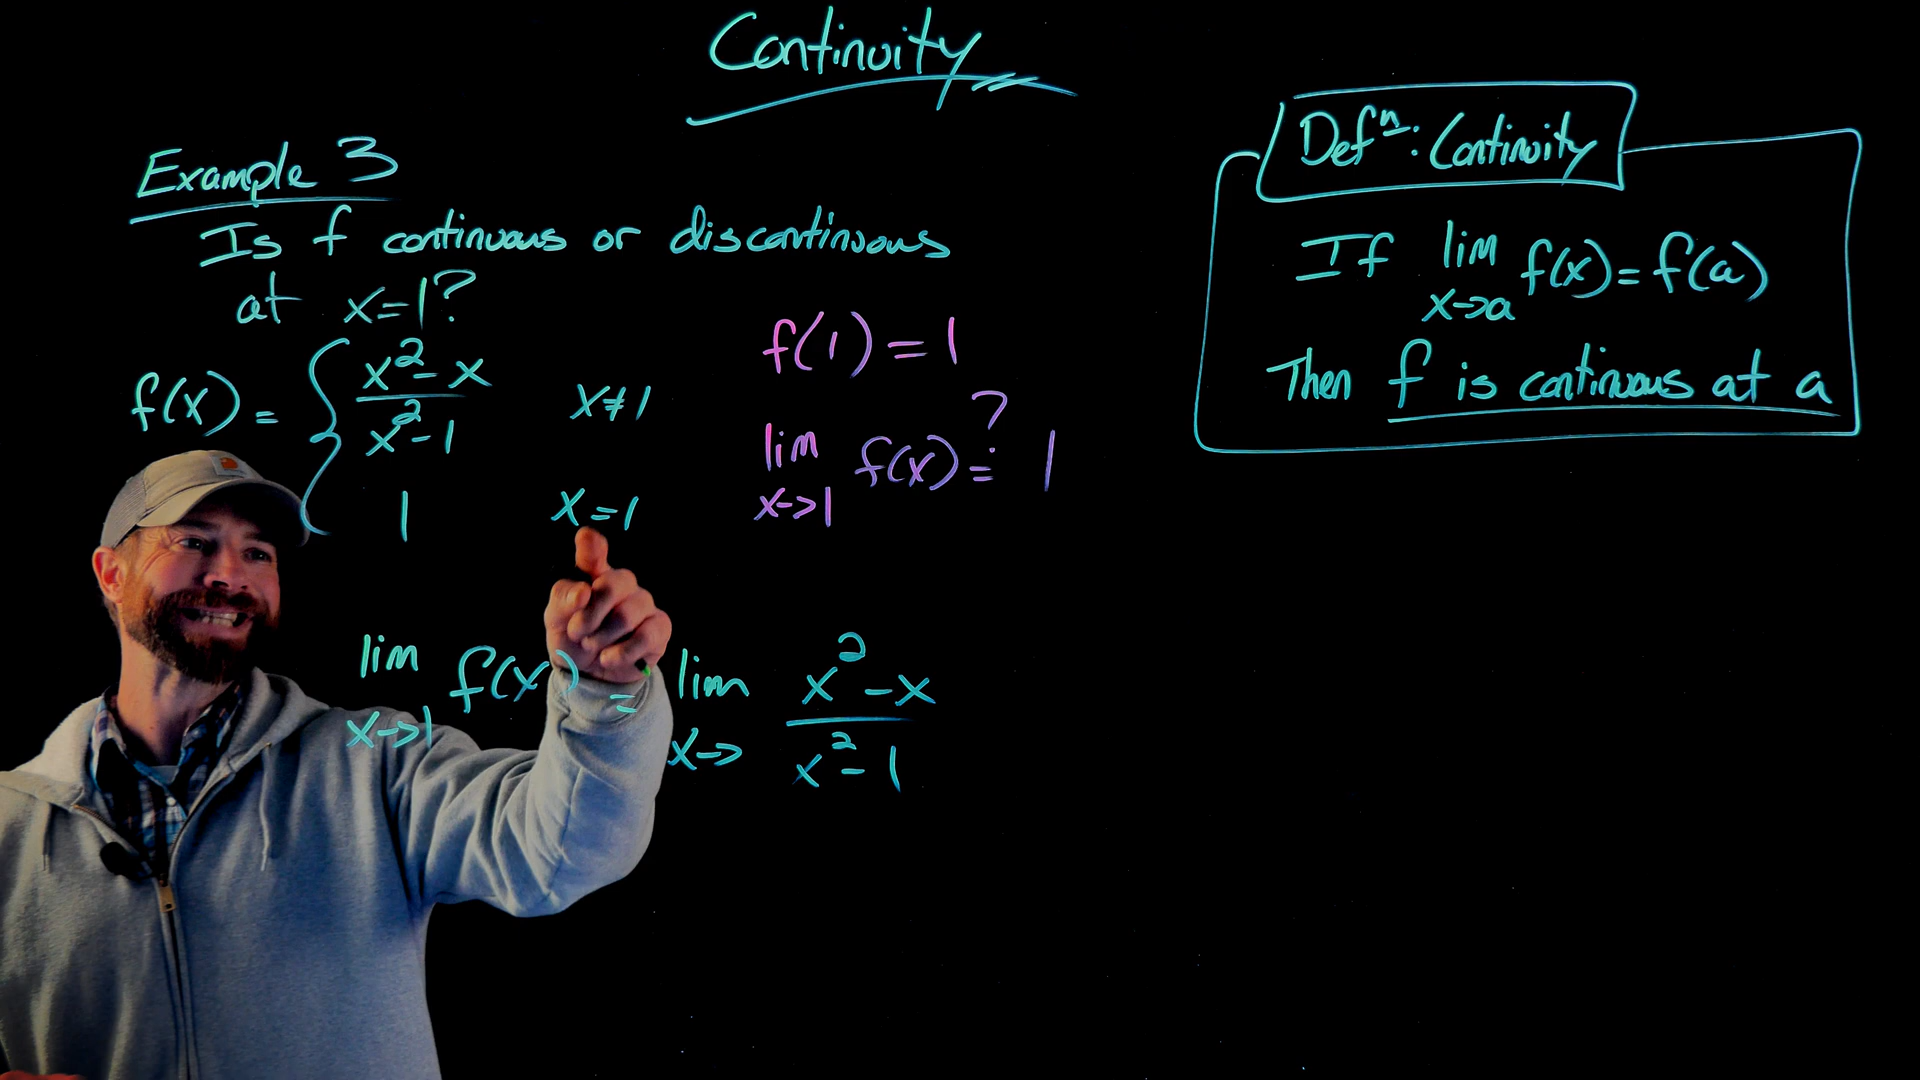 Continuity
Example 3
Is f continuous or discontinuous
at x=1?
f(x) = { x²-x / x²-1   x≠1
1   x=1
f(1) = 1
lim x->1 f(x) =? 1
lim x->1 f(x) = lim x-> x²-x / x²-1
Defⁿ: Continuity
If lim x->a f(x) = f(a)
Then f is continuous at a